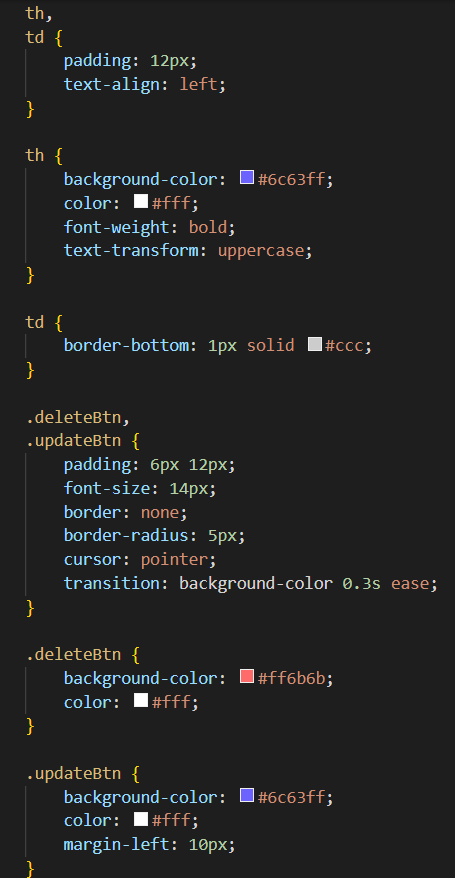 th,
td {
    padding: 12px;
    text-align: left;
}

th {
    background-color: #6c63ff;
    color: #fff;
    font-weight: bold;
    text-transform: uppercase;
}

td {
    border-bottom: 1px solid #ccc;
}

.deleteBtn,
.updateBtn {
    padding: 6px 12px;
    font-size: 14px;
    border: none;
    border-radius: 5px;
    cursor: pointer;
    transition: background-color 0.3s ease;
}

.deleteBtn {
    background-color: #ff6b6b;
    color: #fff;
}

.updateBtn {
    background-color: #6c63ff;
    color: #fff;
    margin-left: 10px;
}